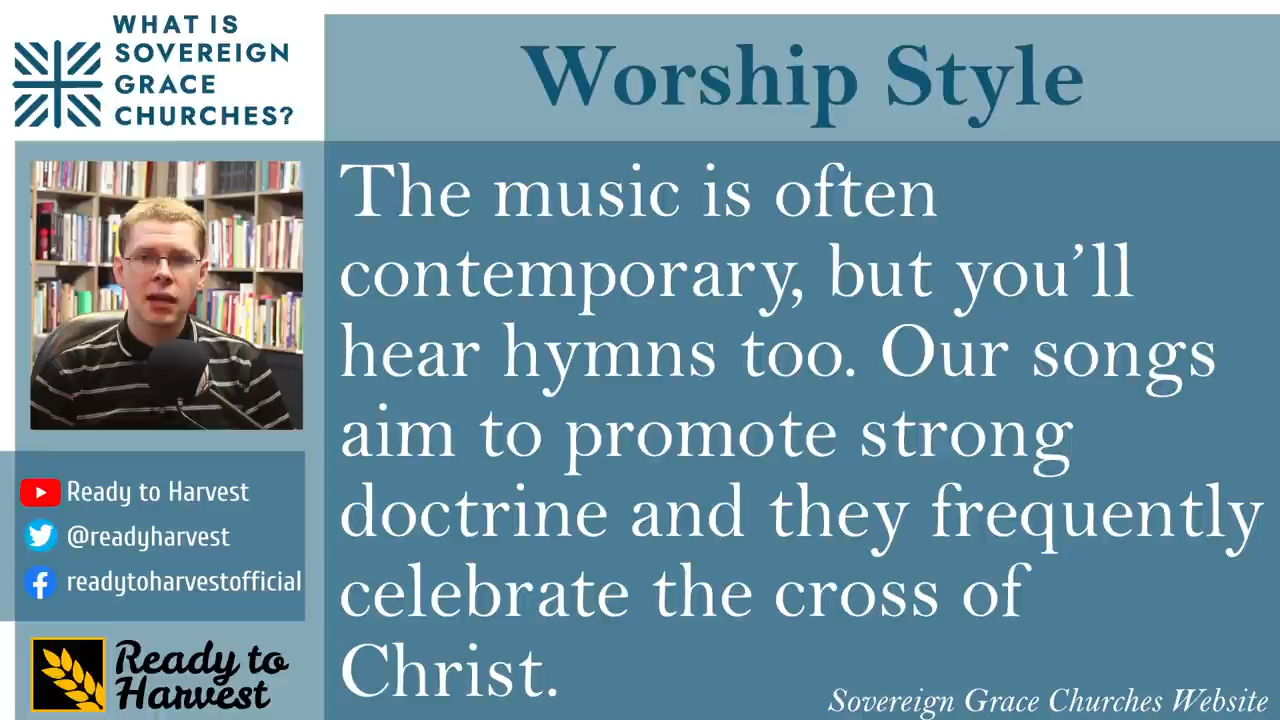 WHAT IS
SOVEREIGN
GRACE
CHURCHES?
Worship Style
The music is often
contemporary, but you’ll
hear hymns too. Our songs
aim to promote strong
doctrine and they frequently
celebrate the cross of
Christ.
Sovereign Grace Churches Website
Ready to Harvest
@readyharvest
readytoharvestofficial
Ready to
Harvest